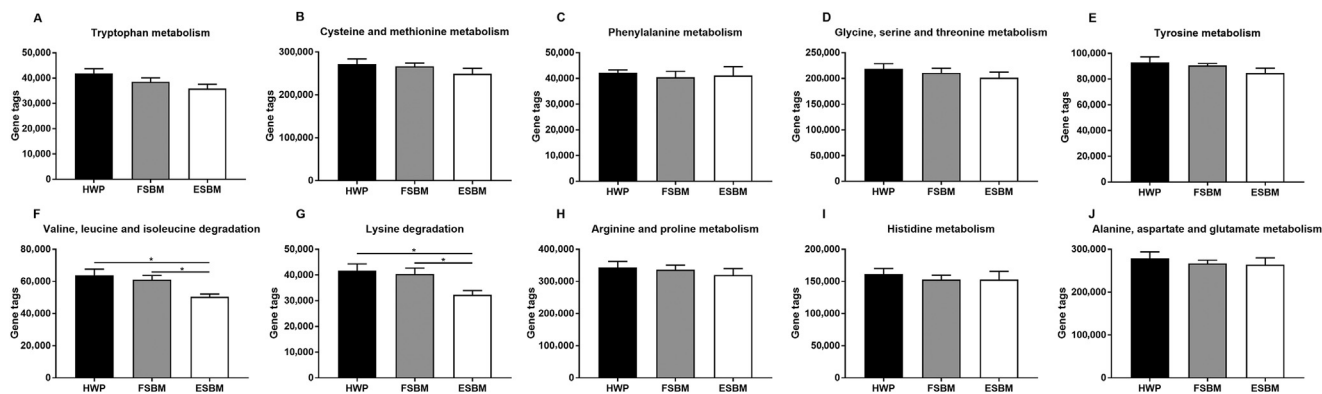 A
Tryptophan metabolism
Gene tags
50,000
40,000
30,000
20,000
10,000
0
HWP FSBM ESBM
B
Cysteine and methionine metabolism
Gene tags
300,000
200,000
100,000
0
HWP FSBM ESBM
C
Phenylalanine metabolism
Gene tags
60,000
40,000
20,000
0
HWP FSBM ESBM
D
Glycine, serine and threonine metabolism
Gene tags
250,000
200,000
150,000
100,000
50,000
0
HWP FSBM ESBM
E
Tyrosine metabolism
Gene tags
100,000
80,000
60,000
40,000
20,000
0
HWP FSBM ESBM
F
Valine, leucine and isoleucine degradation
Gene tags
80,000
60,000
40,000
20,000
0
*
*
HWP FSBM ESBM
G
Lysine degradation
Gene tags
50,000
40,000
30,000
20,000
10,000
0
*
*
HWP FSBM ESBM
H
Arginine and proline metabolism
Gene tags
400,000
300,000
200,000
100,000
0
HWP FSBM ESBM
I
Histidine metabolism
Gene tags
200,000
150,000
100,000
50,000
0
HWP FSBM ESBM
J
Alanine, aspartate and glutamate metabolism
Gene tags
300,000
200,000
100,000
0
HWP FSBM ESBM